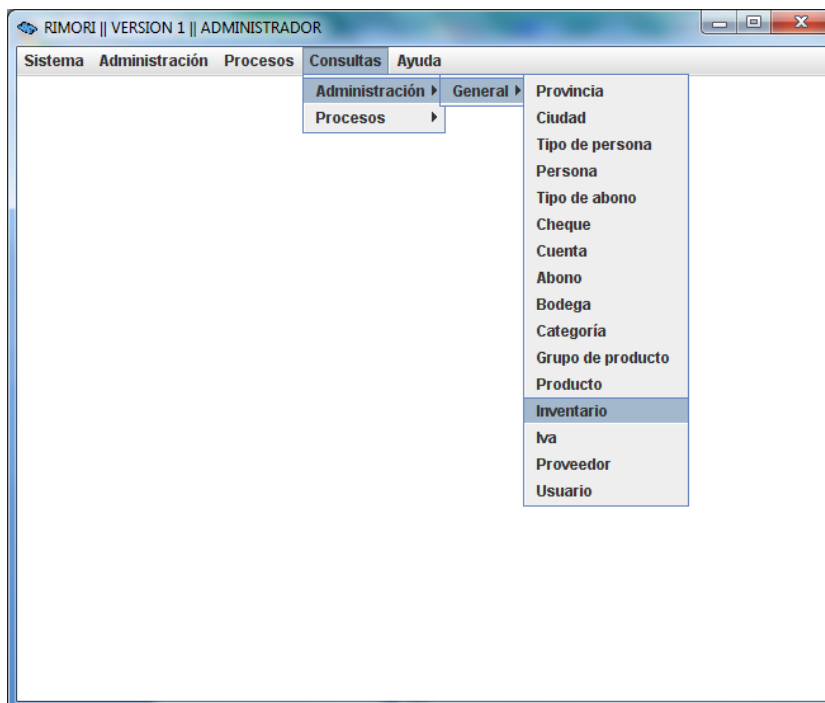 RIMORI || VERSION 1 || ADMINISTRADOR
Sistema Administración Procesos Consultas Ayuda
Administración General Provincia
Procesos Ciudad
Tipo de persona
Persona
Tipo de abono
Cheque
Cuenta
Abono
Bodega
Categoría
Grupo de producto
Producto
Inventario
Iva
Proveedor
Usuario